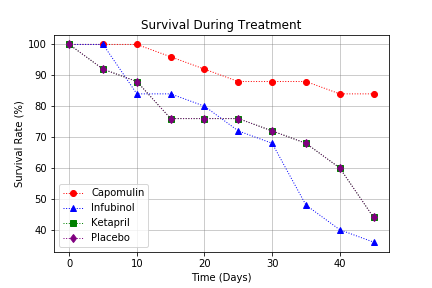 Survival During Treatment
100
90
80
70
60
50
40
Survival Rate (%)
Capomulin
Infubinol
Ketapril
Placebo
0
10
20
30
40
Time (Days)